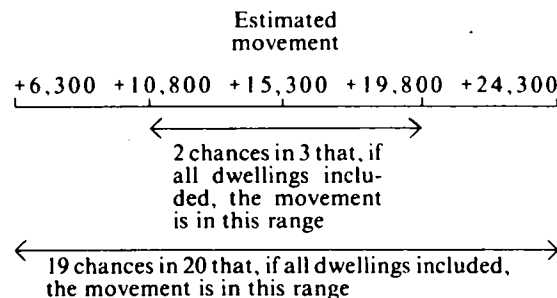 Estimated
movement
+6,300 +10,800 +15,300 +19,800 +24,300
2 chances in 3 that, if
all dwellings inclu-
ded, the movement
is in this range
19 chances in 20 that, if all dwellings included,
the movement is in this range